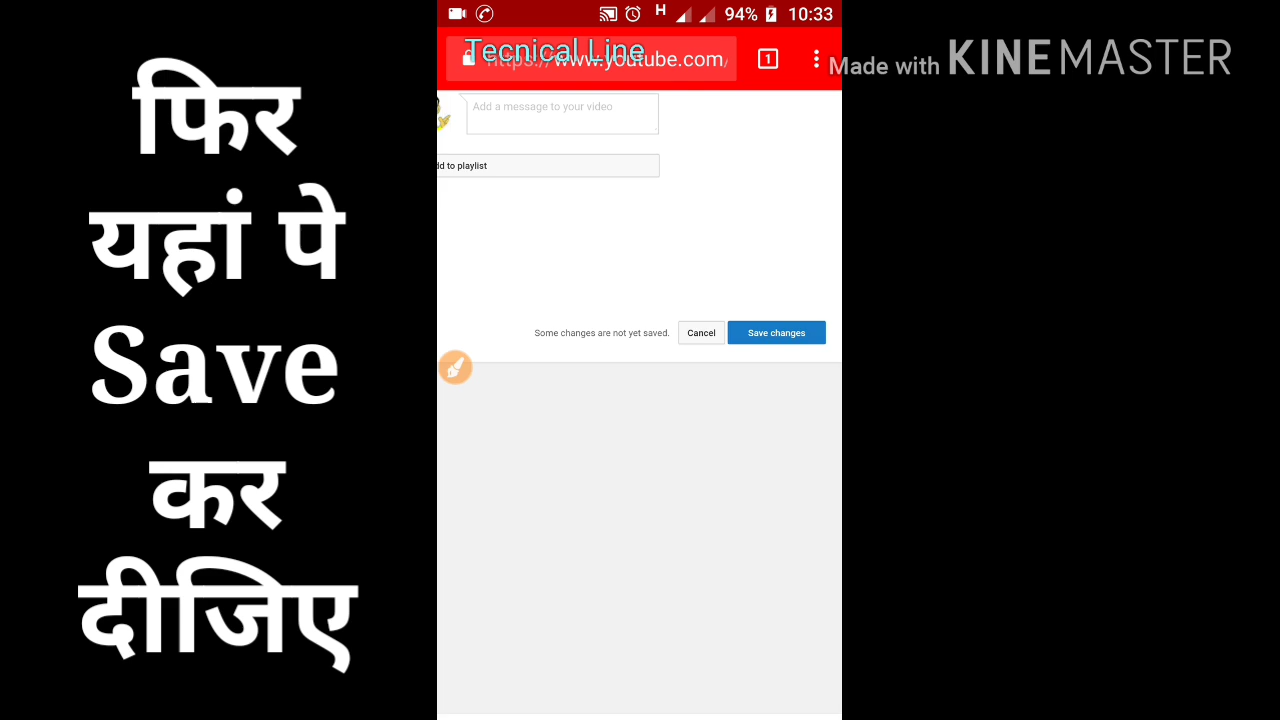 फिर
यहां पे
Save
कर
दीजिए
H 94% 10:33
Tecnical Line
https://www.youtube.com/
1
Made with KINEMASTER
Add a message to your video
dd to playlist
Some changes are not yet saved. Cancel Save changes